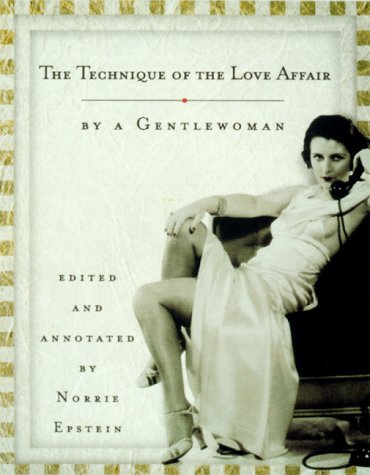 THE TECHNIQUE OF THE LOVE AFFAIR
BY A GENTLEWOMAN
EDITED
AND
ANNOTATED
BY
NORRIE
EPSTEIN